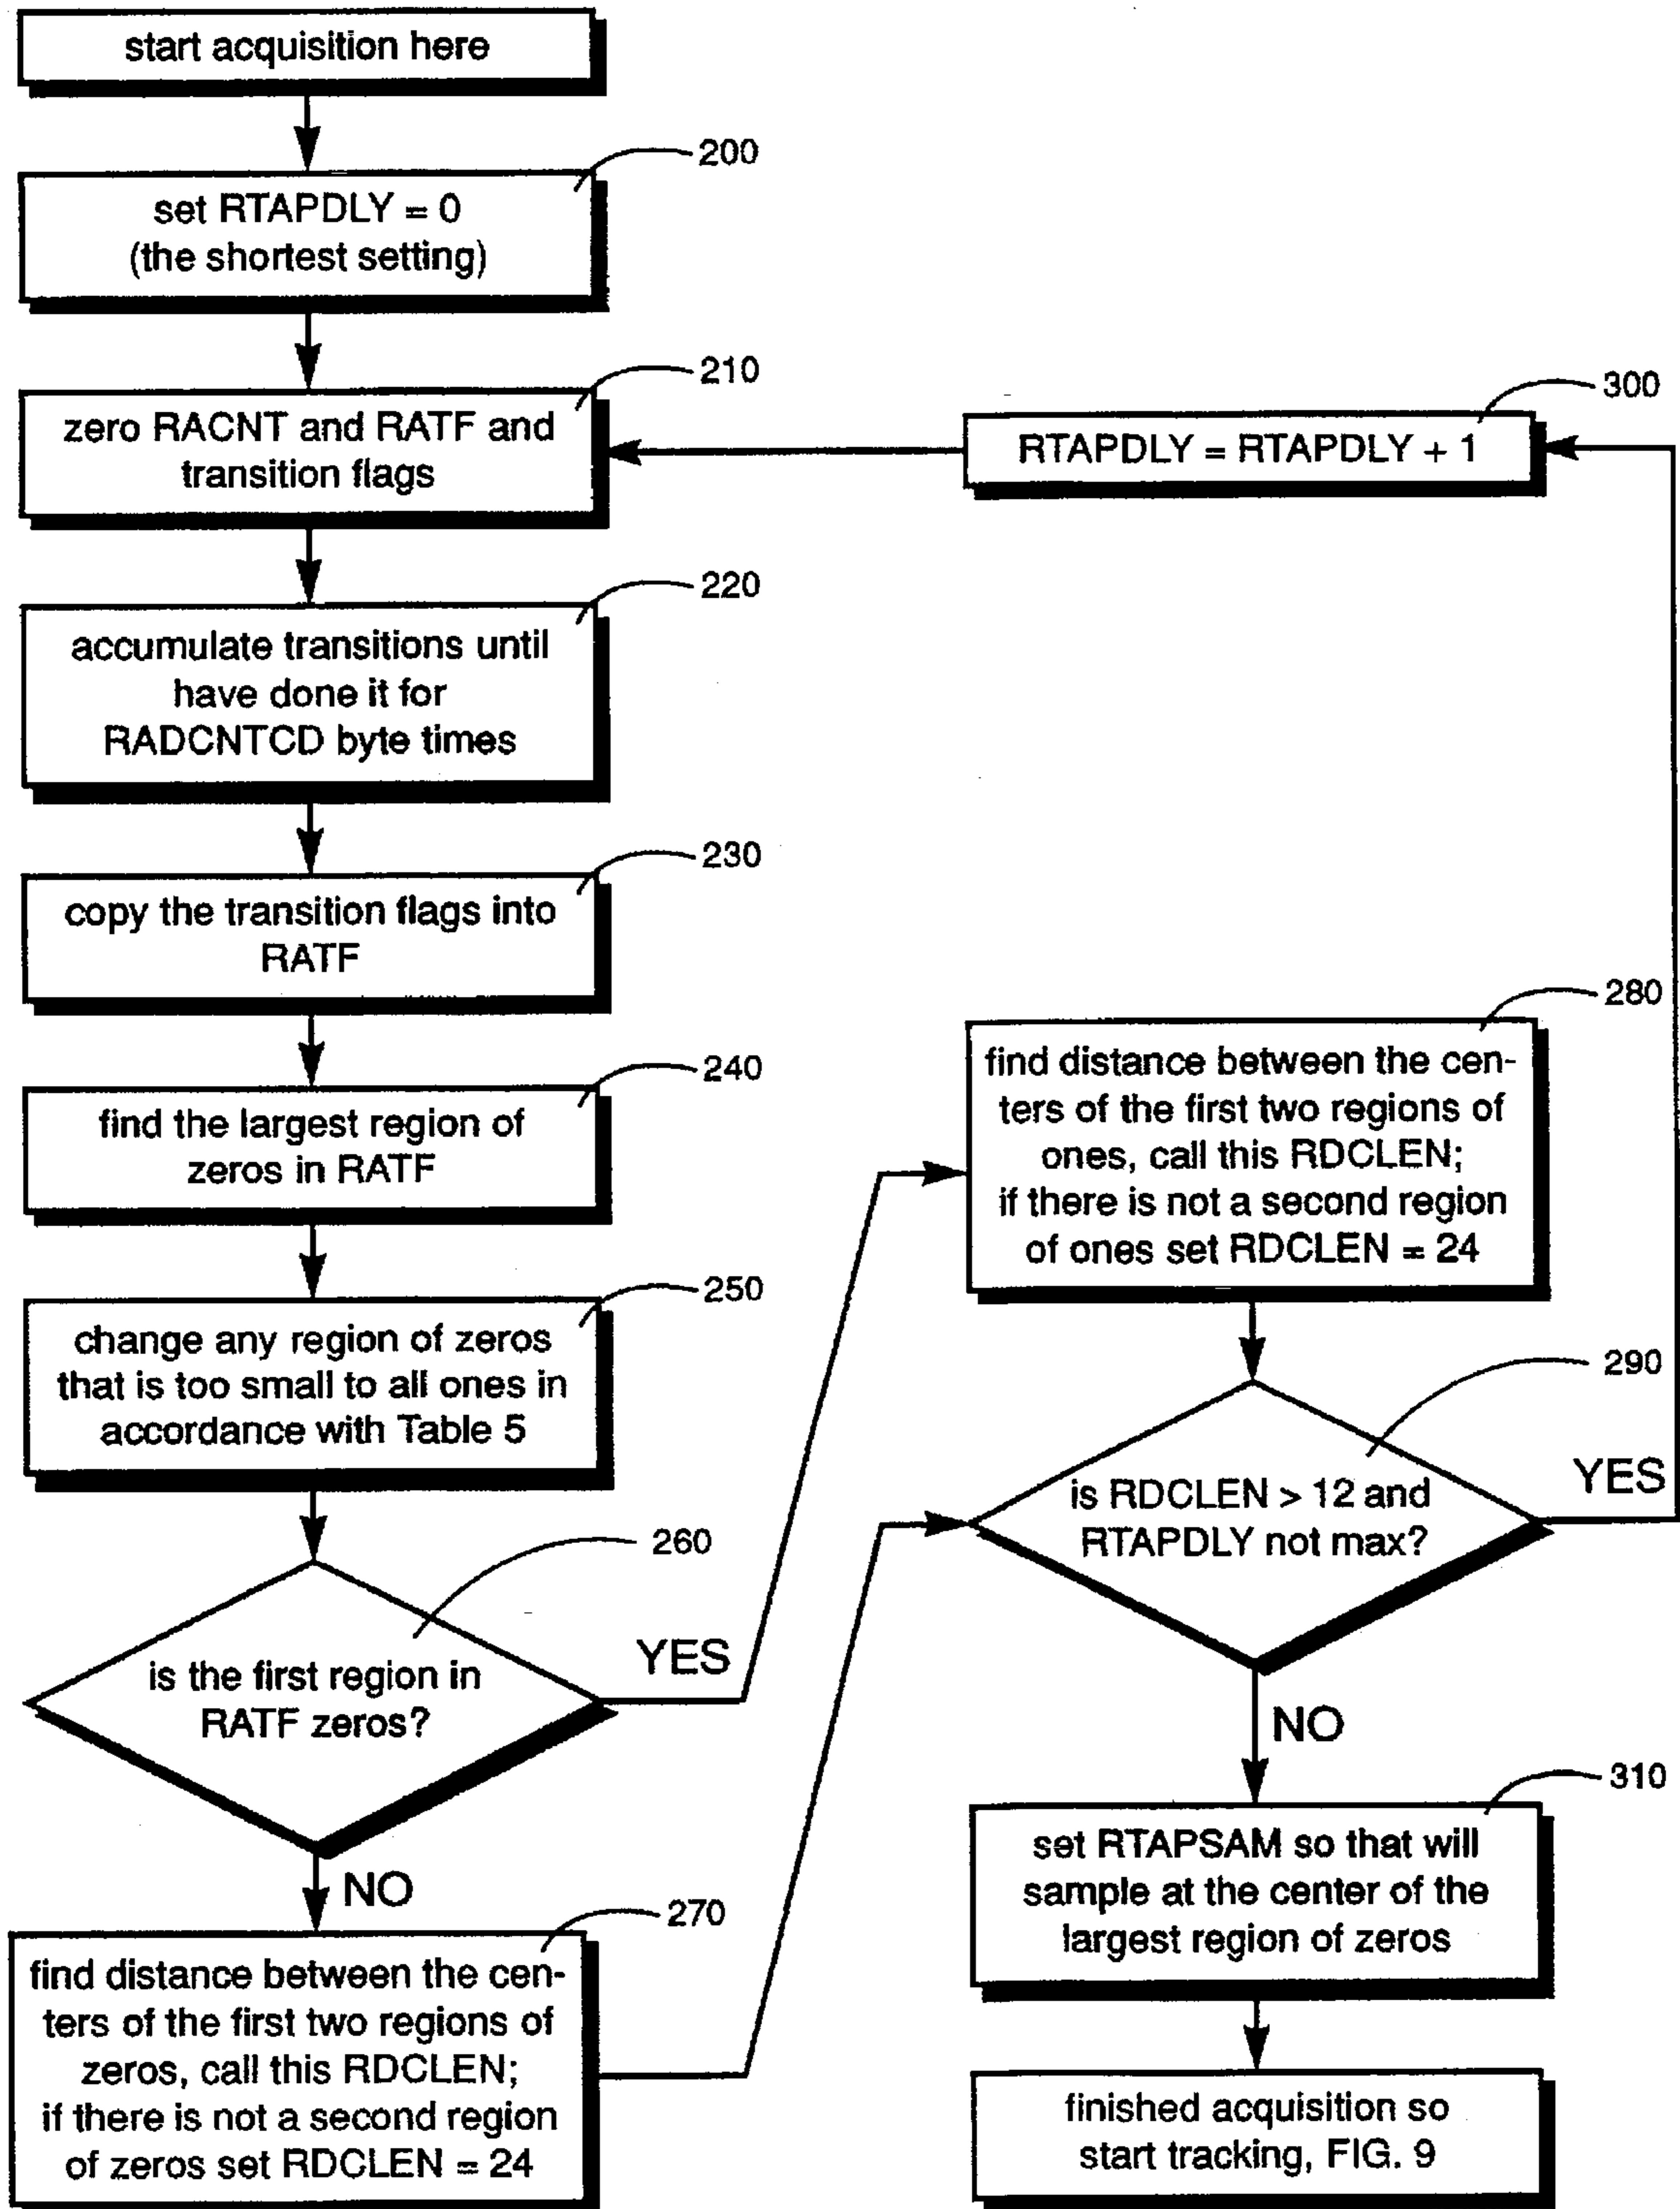 start acquisition here
200
set RTAPDLY = 0
(the shortest setting)
210
zero RACNT and RATF and
transition flags
300
RTAPDLY = RTAPDLY + 1
220
accumulate transitions until
have done it for
RADCNTCD byte times
230
copy the transition flags into
RATF
240
find the largest region of
zeros in RATF
250
change any region of zeros
that is too small to all ones in
accordance with Table 5
260
is the first region in
RATF zeros?
YES
NO
270
find distance between the cen-
ters of the first two regions of
zeros, call this RDCLEN;
if there is not a second region
of zeros set RDCLEN = 24
280
find distance between the cen-
ters of the first two regions of
ones, call this RDCLEN;
if there is not a second region
of ones set RDCLEN = 24
290
is RDCLEN > 12 and
RTAPDLY not max?
YES
NO
310
set RTAPSAM so that will
sample at the center of the
largest region of zeros
finished acquisition so
start tracking, FIG. 9